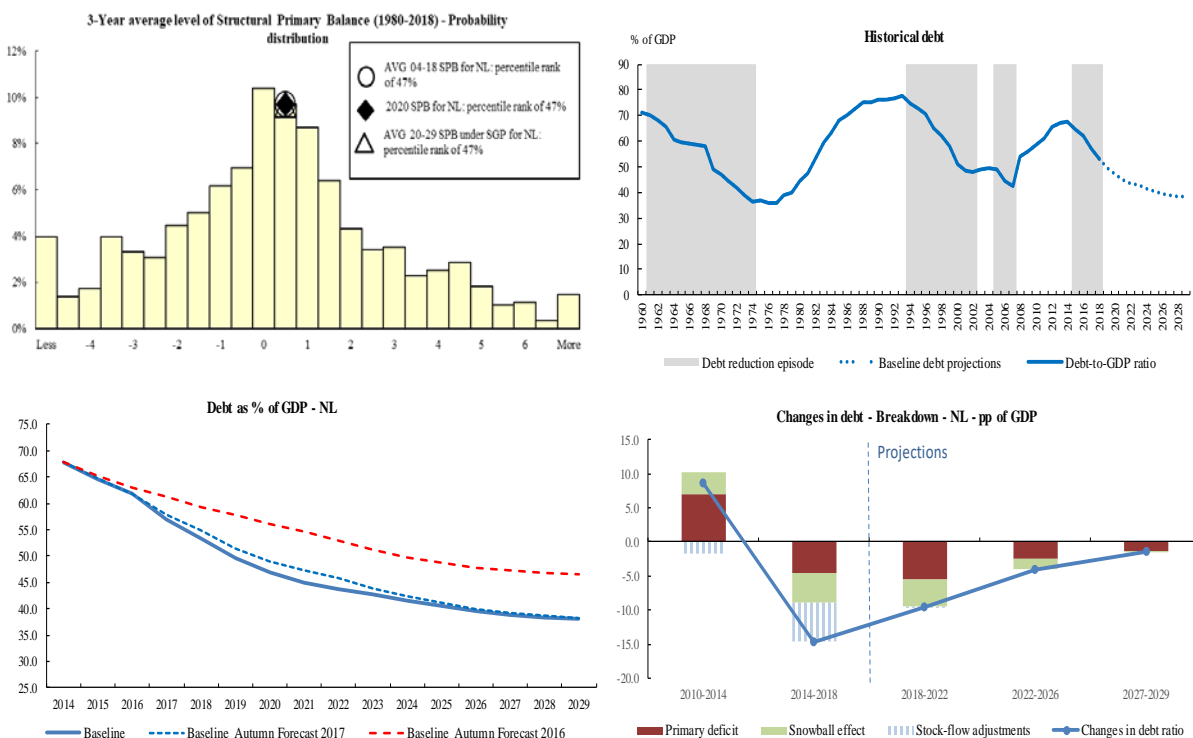 3-Year average level of Structural Primary Balance (1980-2018) - Probability
distribution
12%
10%
8%
6%
4%
2%
0%
AVG 04-18 SPB for NL: percentile rank
of 47%
2020 SPB for NL: percentile rank of 47%
AVG 20-29 SPB under SGP for NL:
percentile rank of 47%
Less -4 -3 -2 -1 0 1 2 3 4 5 6 More
Historical debt
% of GDP
90
80
70
60
50
40
30
20
10
0
1960 1962 1964 1966 1968 1970 1972 1974 1976 1978 1980 1982 1984 1986 1988 1990 1992 1994 1996 1998 2000 2002 2004 2006 2008 2010 2012 2014 2016 2018 2020 2022 2024 2026 2028
Debt reduction episode Baseline debt projections Debt-to-GDP ratio
Debt as % of GDP - NL
75.0
70.0
65.0
60.0
55.0
50.0
45.0
40.0
35.0
30.0
25.0
2014 2015 2016 2017 2018 2019 2020 2021 2022 2023 2024 2025 2026 2027 2028 2029
Baseline Baseline_Autumn Forecast 2017 Baseline_Autumn Forecast 2016
Changes in debt - Breakdown - NL - pp of GDP
15.0
10.0
5.0
0.0
-5.0
-10.0
-15.0
-20.0
Projections
2010-2014 2014-2018 2018-2022 2022-2026 2027-2029
Primary deficit Snowball effect Stock-flow adjustments Changes in debt ratio